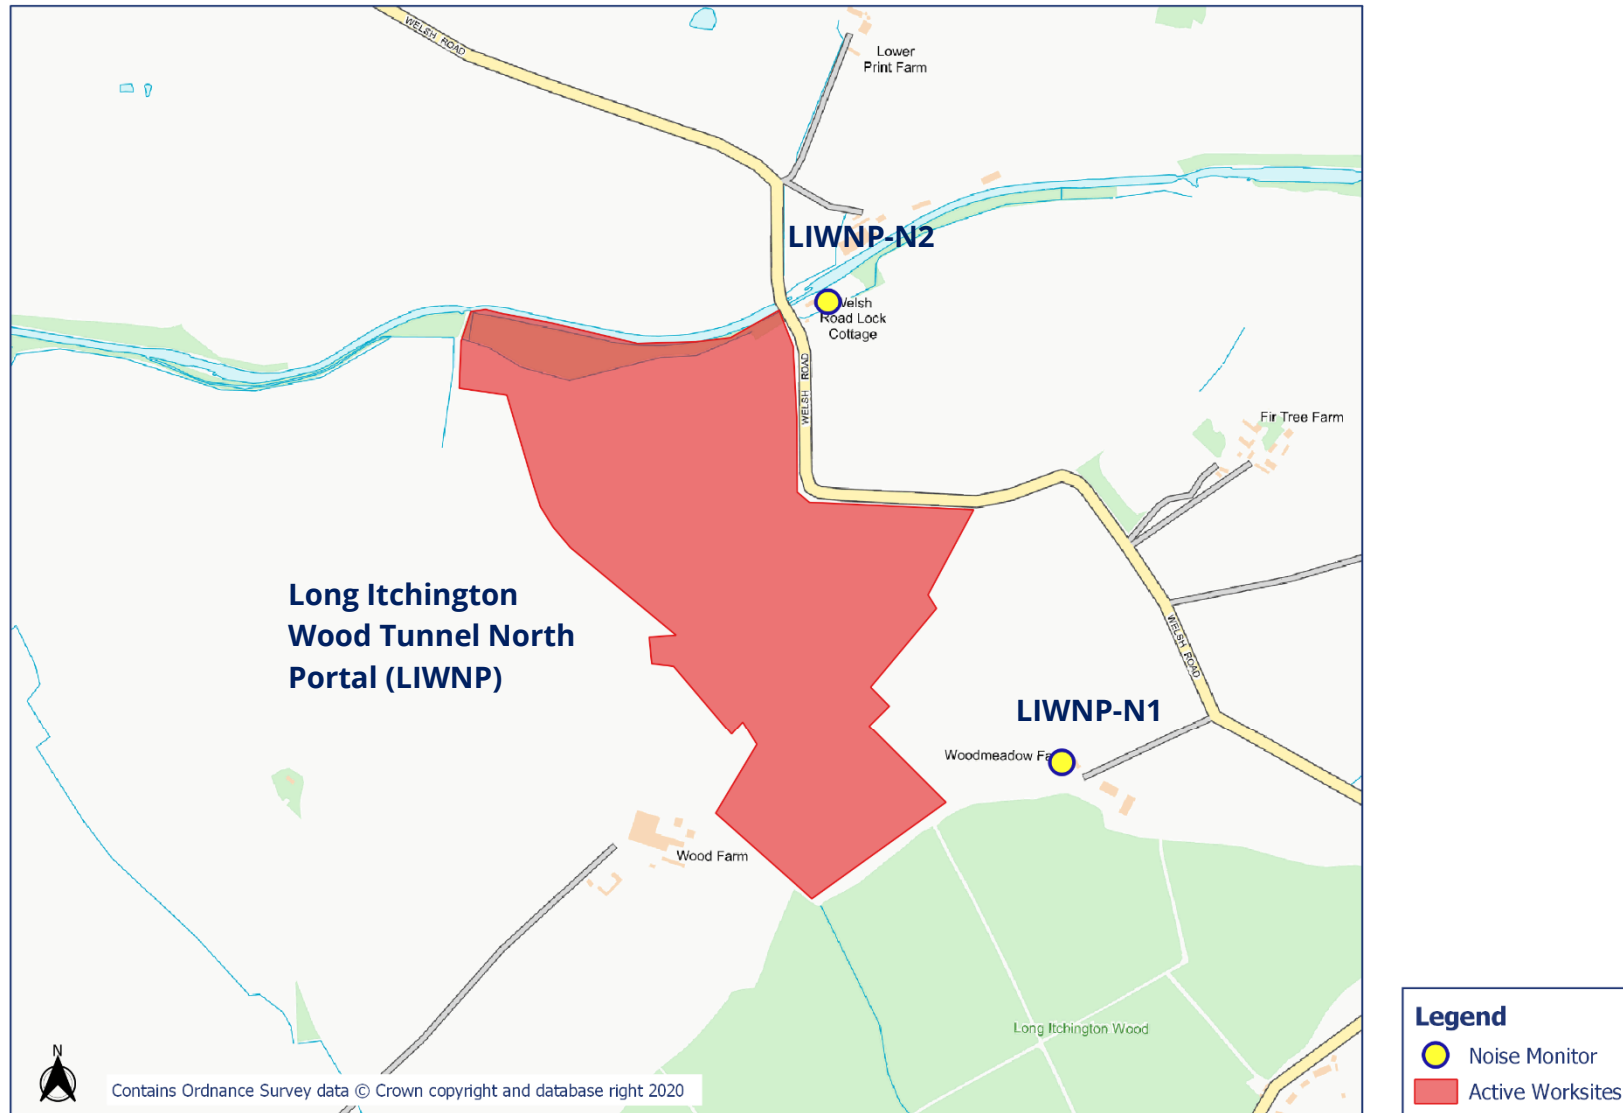 WELSH ROAD
Lower
Print Farm
LIWNP-N2
Welsh
Road Lock
Cottage
WELSH ROAD
Fir Tree Farm
Long Itchington
Wood Tunnel North
Portal (LIWNP)
WELSH ROAD
LIWNP-N1
Woodmeadow Fa
Wood Farm
Long Itchington Wood
N
Contains Ordnance Survey data © Crown copyright and database right 2020
Legend
Noise Monitor
Active Worksites